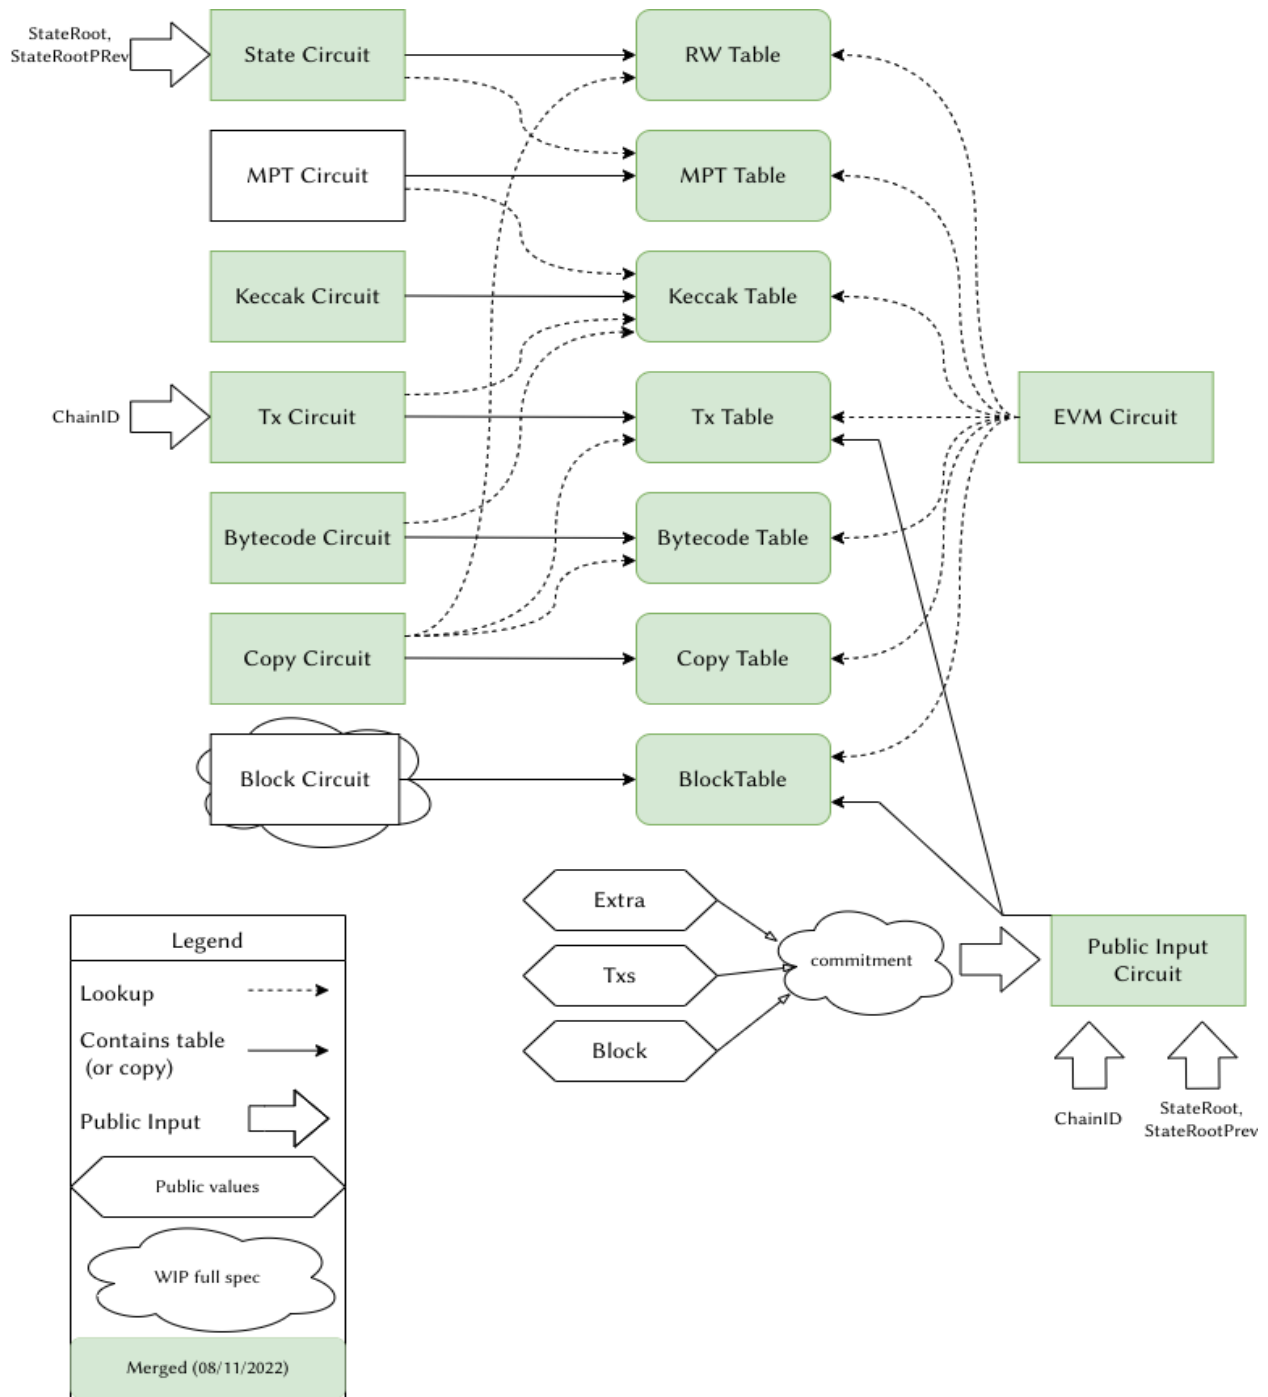 StateRoot,
StateRootPRev
State Circuit
RW Table
MPT Circuit
MPT Table
Keccak Circuit
Keccak Table
ChainID
Tx Circuit
Tx Table
EVM Circuit
Bytecode Circuit
Bytecode Table
Copy Circuit
Copy Table
Block Circuit
BlockTable
Extra
Txs
Block
commitment
Public Input
Circuit
ChainID
StateRoot,
StateRootPrev
Legend
Lookup
Contains table
(or copy)
Public Input
Public values
WIP full spec
Merged (08/11/2022)